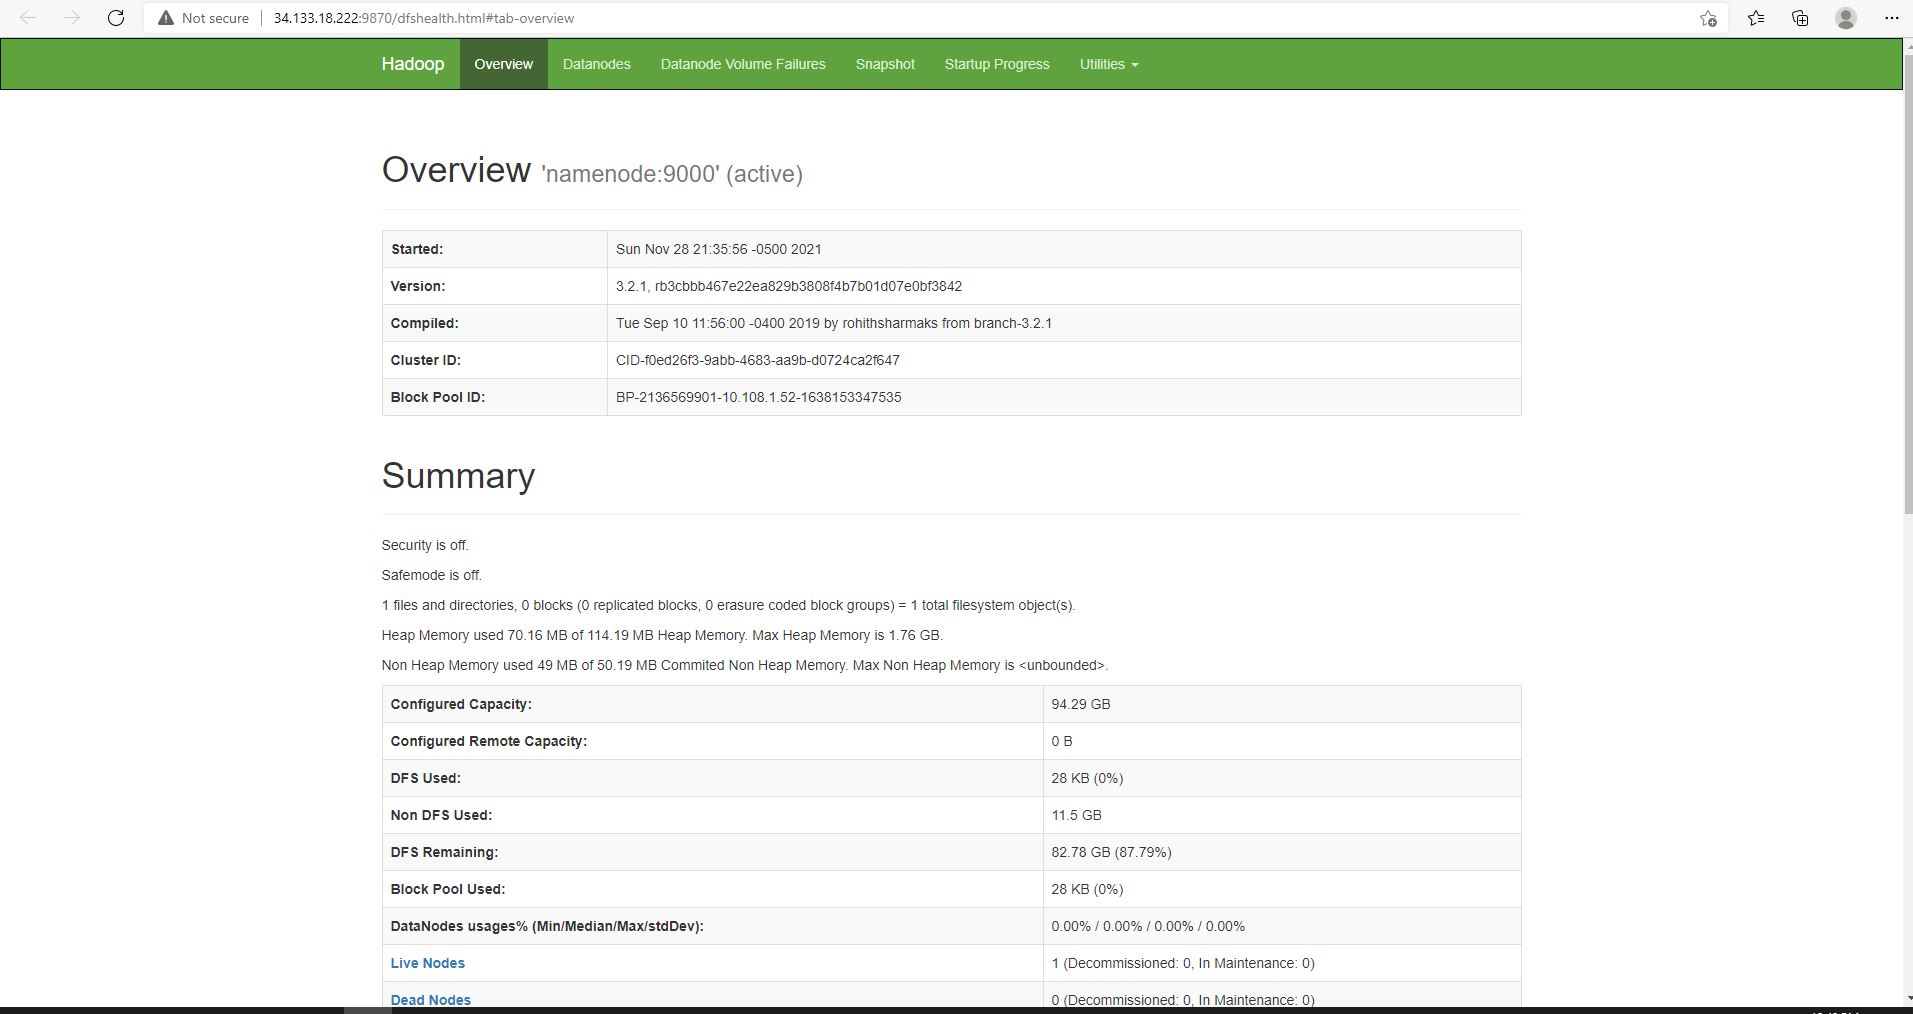 Not secure 34.133.18.222:9870/dfshealth.html#tab-overview
Hadoop Overview Datanodes Datanode Volume Failures Snapshot Startup Progress Utilities
Overview 'namenode:9000' (active)
Started: Sun Nov 28 21:35:56 -0500 2021
Version: 3.2.1, rb3cbbb467e22ea829b3808f4b7b01d07e0bf3842
Compiled: Tue Sep 10 11:56:00 -0400 2019 by rohithsharmaks from branch-3.2.1
Cluster ID: CID-f0ed26f3-9abb-4683-aa9b-d0724ca2f647
Block Pool ID: BP-2136569901-10.108.1.52-1638153347535
Summary
Security is off.
Safemode is off.
1 files and directories, 0 blocks (0 replicated blocks, 0 erasure coded block groups) = 1 total filesystem object(s).
Heap Memory used 70.16 MB of 114.19 MB Heap Memory. Max Heap Memory is 1.76 GB.
Non Heap Memory used 49 MB of 50.19 MB Commited Non Heap Memory. Max Non Heap Memory is <unbounded>.
Configured Capacity: 94.29 GB
Configured Remote Capacity: 0 B
DFS Used: 28 KB (0%)
Non DFS Used: 11.5 GB
DFS Remaining: 82.78 GB (87.79%)
Block Pool Used: 28 KB (0%)
DataNodes usages% (Min/Median/Max/stdDev): 0.00% / 0.00% / 0.00% / 0.00%
Live Nodes 1 (Decommissioned: 0, In Maintenance: 0)
Dead Nodes 0 (Decommissioned: 0, In Maintenance: 0)